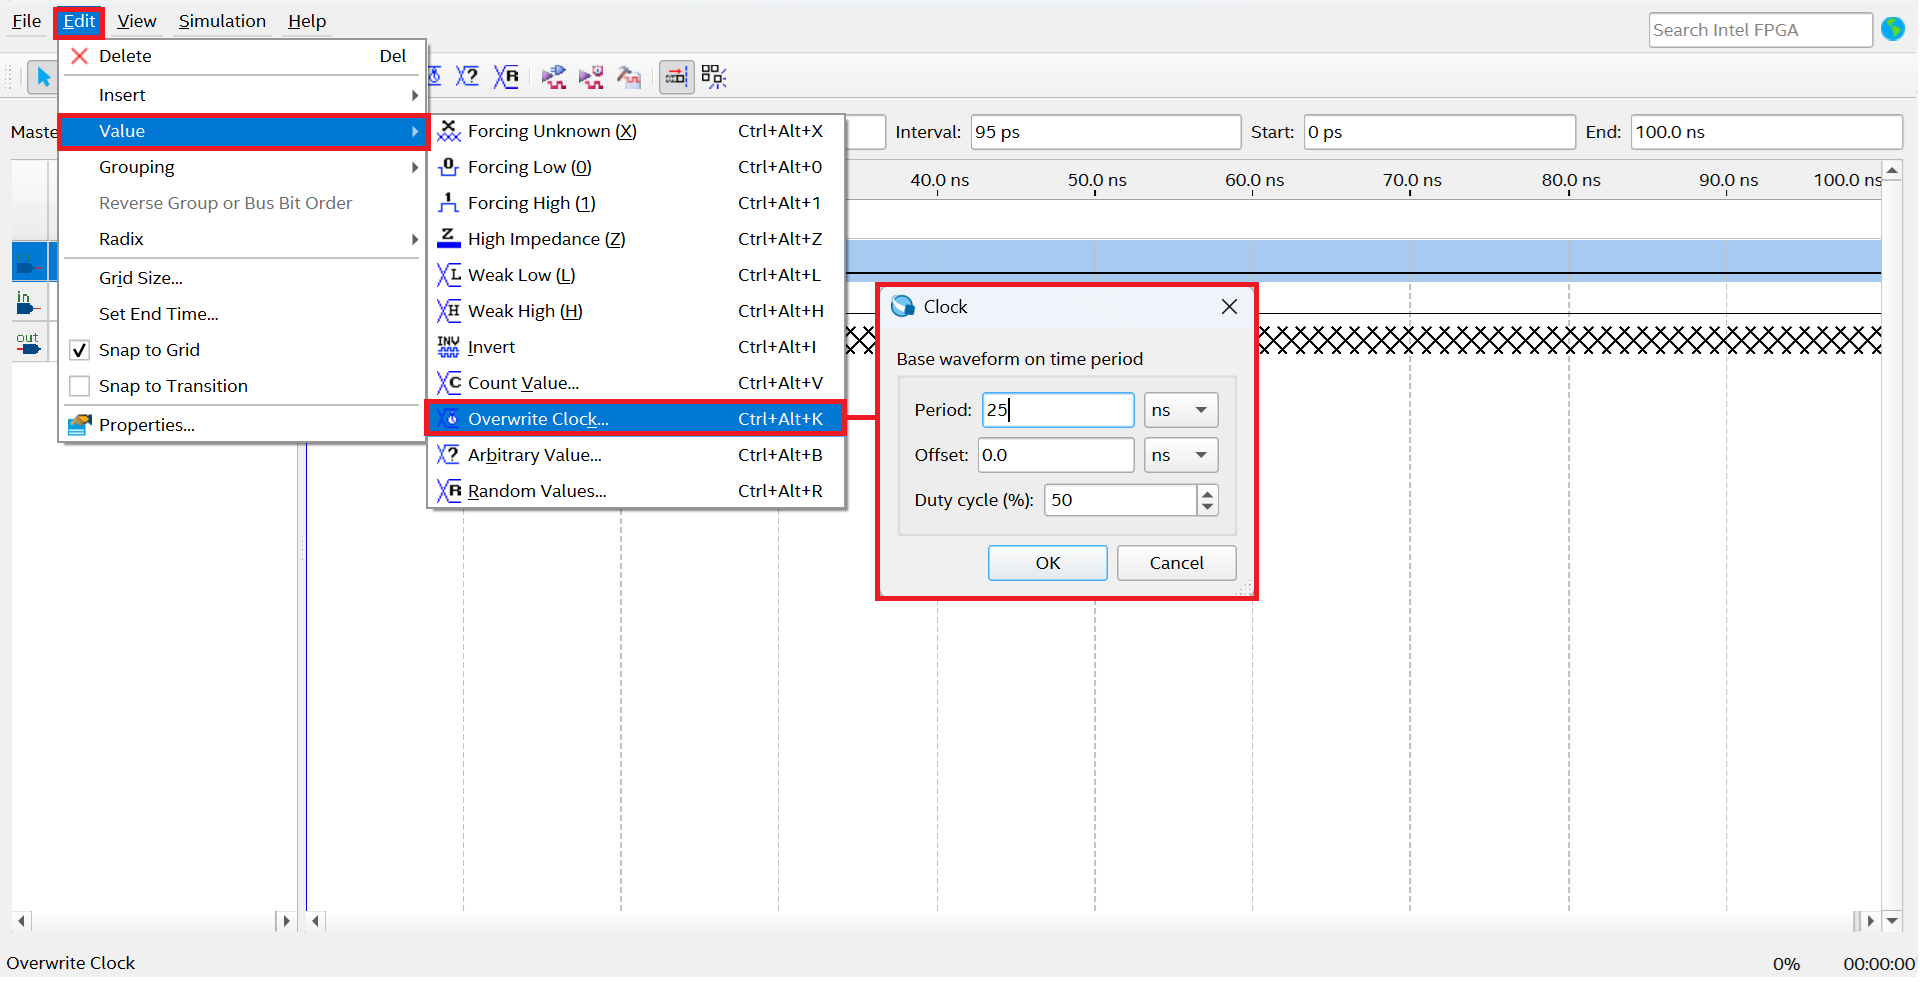 File Edit View Simulation Help
Search Intel FPGA
Delete Del
Insert
Value
Grouping
Reverse Group or Bus Bit Order
Radix
Grid Size...
Set End Time...
Snap to Grid
Snap to Transition
Properties...
Maste
Interval: 95 ps Start: 0 ps End: 100.0 ns
40.0 ns 50.0 ns 60.0 ns 70.0 ns 80.0 ns 90.0 ns 100.0 ns
in
out
Forcing Unknown (X) Ctrl+Alt+X
Forcing Low (0) Ctrl+Alt+0
Forcing High (1) Ctrl+Alt+1
High Impedance (Z) Ctrl+Alt+Z
Weak Low (L) Ctrl+Alt+L
Weak High (H) Ctrl+Alt+H
Invert Ctrl+Alt+I
Count Value... Ctrl+Alt+V
Overwrite Clock... Ctrl+Alt+K
Arbitrary Value... Ctrl+Alt+B
Random Values... Ctrl+Alt+R
Clock
Base waveform on time period
Period: 25 ns
Offset: 0.0 ns
Duty cycle (%): 50
OK Cancel
Overwrite Clock 0% 00:00:00